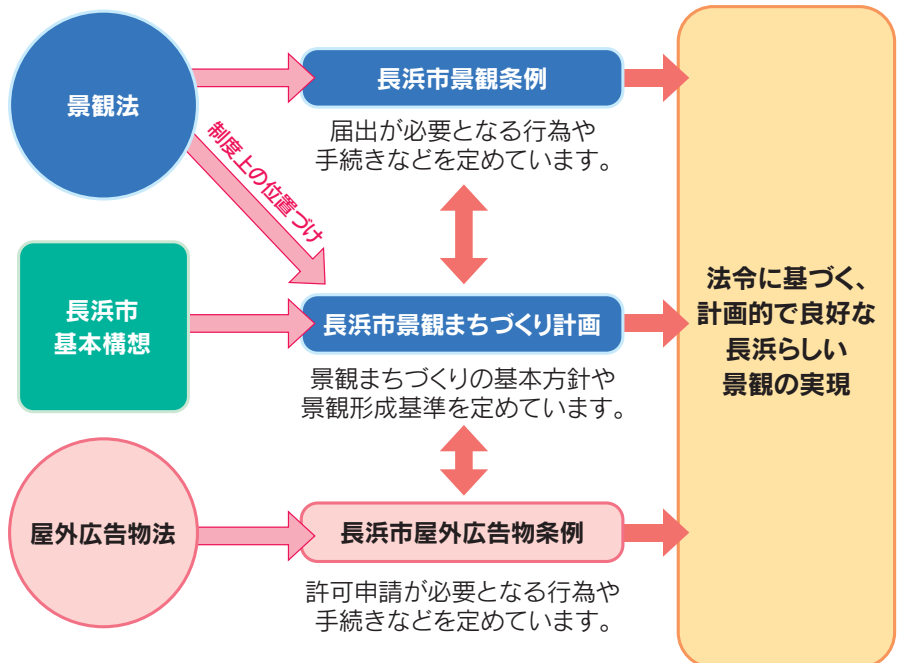 景観法
長浜市景観条例
届出が必要となる行為や
手続きなどを定めています。
制度上の位置づけ
長浜市
基本構想
長浜市景観まちづくり計画
景観まちづくりの基本方針や
景観形成基準を定めています。
屋外広告物法
長浜市屋外広告物条例
許可申請が必要となる行為や
手続きなどを定めています。
法令に基づく、
計画的で良好な
長浜らしい
景観の実現